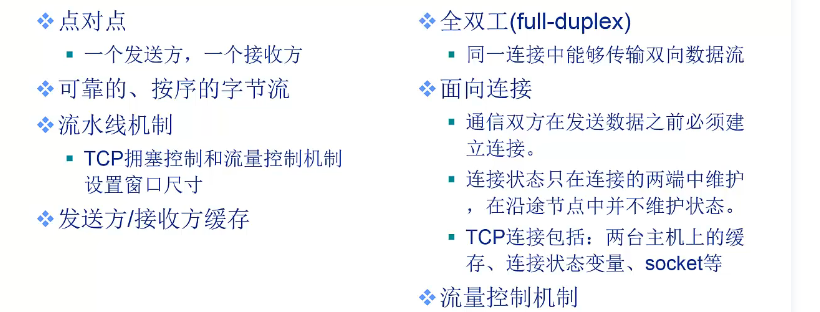 点对点
一个发送方，一个接收方
可靠的、按序的字节流
流水线机制
TCP拥塞控制和流量控制机制
设置窗口尺寸
发送方/接收方缓存
全双工(full-duplex)
同一连接中能够传输双向数据流
面向连接
通信双方在发送数据之前必须建
立连接。
连接状态只在连接的两端中维护
，在沿途节点中并不维护状态。
TCP连接包括：两台主机上的缓
存、连接状态变量、socket等
流量控制机制